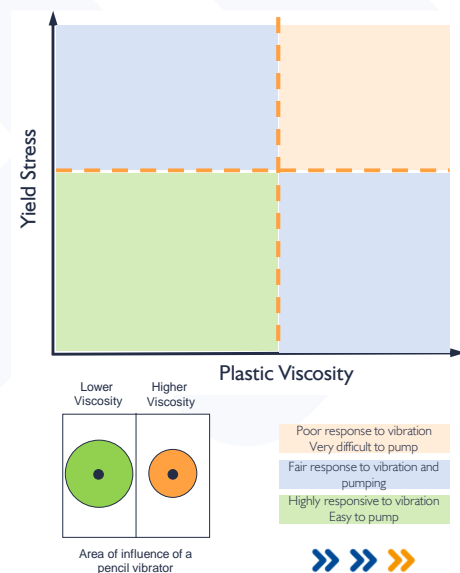 Yield Stress
Plastic Viscosity
Lower
Viscosity
Higher
Viscosity
Area of influence of a
pencil vibrator
Poor response to vibration
Very difficult to pump
Fair response to vibration and
pumping
Highly responsive to vibration
Easy to pump